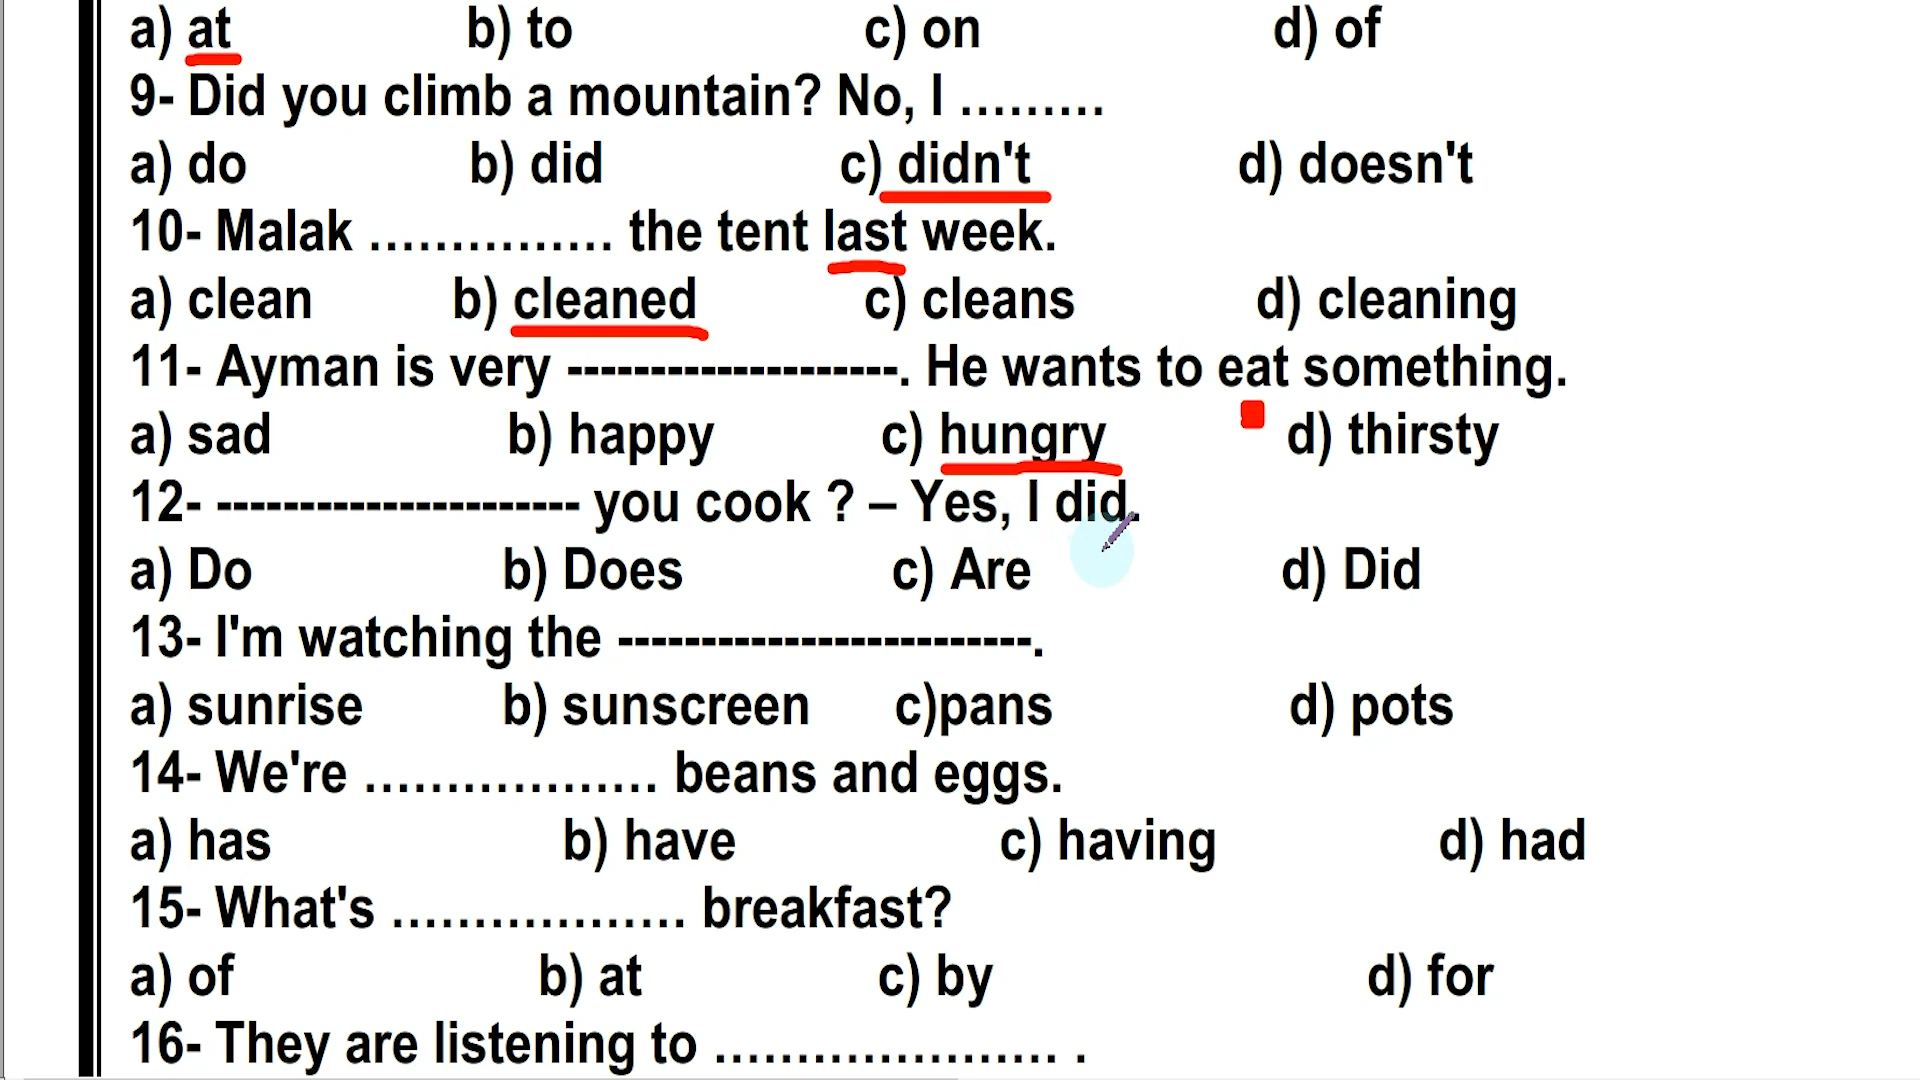 a) at b) to c) on d) of
9- Did you climb a mountain? No, I .........
a) do b) did c) didn't d) doesn't
10- Malak ............... the tent last week.
a) clean b) cleaned c) cleans d) cleaning
11- Ayman is very --------------------. He wants to eat something.
a) sad b) happy c) hungry d) thirsty
12- ---------------------- you cook ? – Yes, I did.
a) Do b) Does c) Are d) Did
13- I'm watching the -------------------------.
a) sunrise b) sunscreen c)pans d) pots
14- We're .................. beans and eggs.
a) has b) have c) having d) had
15- What's .................. breakfast?
a) of b) at c) by d) for
16- They are listening to ..................... .